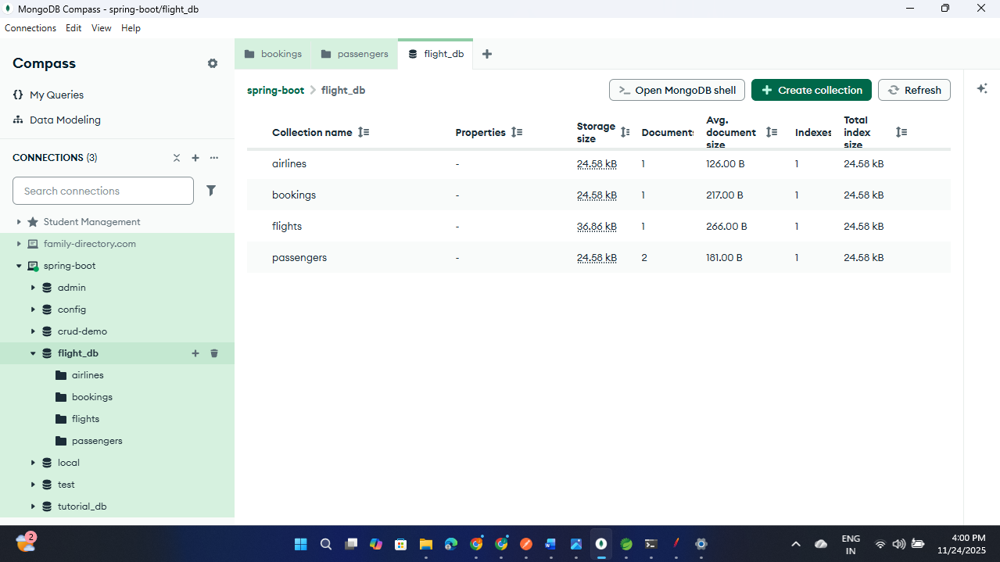 MongoDB Compass - spring-boot/flight_db
Connections Edit View Help
Compass
{} My Queries
Data Modeling
CONNECTIONS (3)
Search connections
Student Management
family-directory.com
spring-boot
admin
config
crud-demo
flight_db
airlines
bookings
flights
passengers
local
test
tutorial_db
bookings passengers flight_db
spring-boot > flight_db
>_ Open MongoDB shell + Create collection Refresh
Collection name Properties Storage size Documents Avg. document size Indexes Total index size
airlines - 24.58 kB 1 126.00 B 1 24.58 kB
bookings - 24.58 kB 1 217.00 B 1 24.58 kB
flights - 36.86 kB 1 266.00 B 1 24.58 kB
passengers - 24.58 kB 2 181.00 B 1 24.58 kB
2
ENG
IN
4:00 PM
11/24/2025